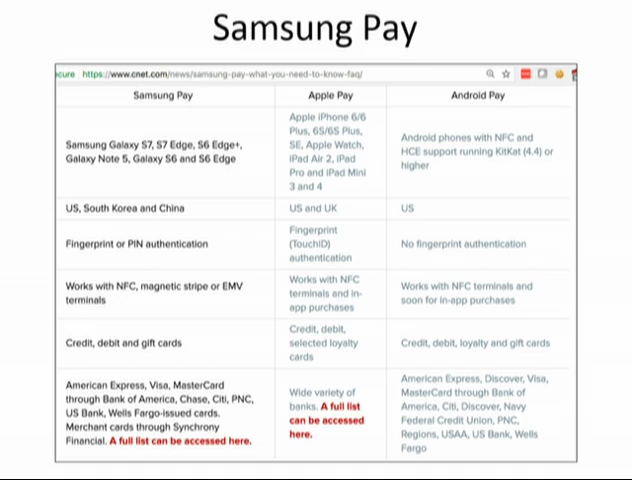 Samsung Pay
cure https://www.cnet.com/news/samsung-pay-what-you-need-to-know-faq/
Samsung Pay
Apple Pay
Android Pay
Samsung Galaxy S7, S7 Edge, S6 Edge+,
Galaxy Note 5, Galaxy S6 and S6 Edge
Apple iPhone 6/6
Plus, 6S/6S Plus,
SE, Apple Watch,
iPad Air 2, iPad
Pro and iPad Mini
3 and 4
Android phones with NFC and
HCE support running KitKat (4.4) or
higher
US, South Korea and China
US and UK
US
Fingerprint or PIN authentication
Fingerprint
(TouchID)
authentication
No fingerprint authentication
Works with NFC, magnetic stripe or EMV
terminals
Works with NFC
terminals and in-
app purchases
Works with NFC terminals and
soon for in-app purchases
Credit, debit and gift cards
Credit, debit,
selected loyalty
cards
Credit, debit, loyalty and gift cards
American Express, Visa, MasterCard
through Bank of America, Chase, Citi, PNC,
US Bank, Wells Fargo-issued cards.
Merchant cards through Synchrony
Financial. A full list can be accessed here.
Wide variety of
banks. A full list
can be accessed
here.
American Express, Discover, Visa,
MasterCard through Bank of
America, Citi, Discover, Navy
Federal Credit Union, PNC,
Regions, USAA, US Bank, Wells
Fargo